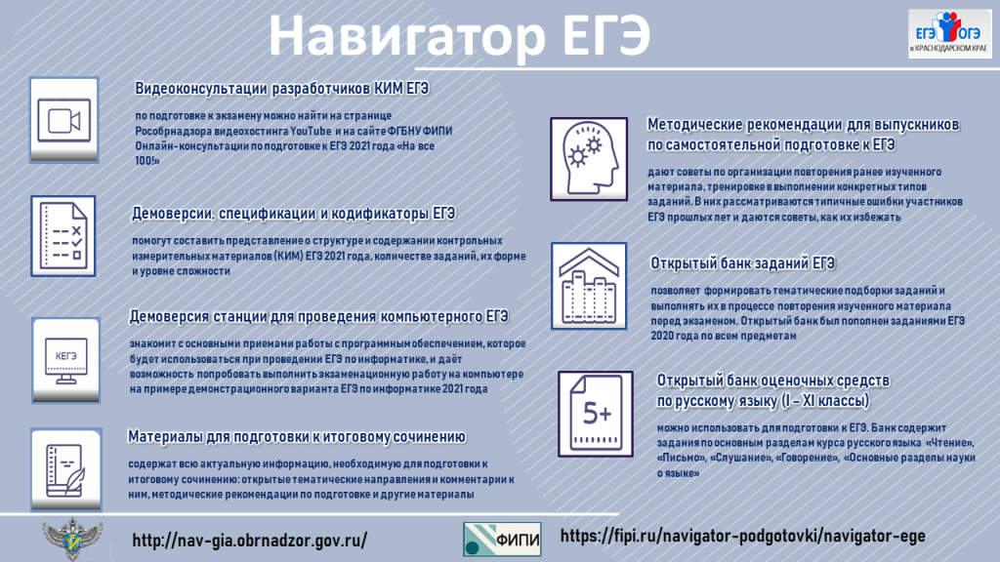 Навигатор ЕГЭ
ЕГЭ ОГЭ
в КРАСНОДАРСКОМ КРАЕ
Видеоконсультации разработчиков КИМ ЕГЭ
по подготовке к экзамену можно найти на странице
Рособрнадзора видеохостинга YouTube и на сайте ФГБНУ ФИПИ
Онлайн-консультации по подготовке к ЕГЭ 2021 года «На все
100!»
Демоверсии, спецификации и кодификаторы ЕГЭ
помогут составить представление о структуре и содержании контрольных
измерительных материалов (КИМ) ЕГЭ 2021 года, количестве заданий, их форме
и уровне сложности
Демоверсия станции для проведения компьютерного ЕГЭ
КЕГЭ
знакомит с основными приемами работы с программным обеспечением, которое
будет использоваться при проведении ЕГЭ по информатике, и даёт
возможность попробовать выполнить экзаменационную работу на компьютере
на примере демонстрационного варианта ЕГЭ по информатике 2021 года
Материалы для подготовки к итоговому сочинению
содержат всю актуальную информацию, необходимую для подготовки к
итоговому сочинению: открытые тематические направления и комментарии к
ним, методические рекомендации по подготовке и другие материалы
Методические рекомендации для выпускников
по самостоятельной подготовке к ЕГЭ
дают советы по организации повторения ранее изученного
материала, тренировке в выполнении конкретных типов
заданий. В них рассматриваются типичные ошибки участников
ЕГЭ прошлых лет и даются советы, как их избежать
Открытый банк заданий ЕГЭ
позволяет формировать тематические подборки заданий и
выполнять их в процессе повторения изученного материала
перед экзаменом. Открытый банк был пополнен заданиями ЕГЭ
2020 года по всем предметам
Открытый банк оценочных средств
по русскому языку (I – XI классы)
5+
можно использовать для подготовки к ЕГЭ. Банк содержит
задания по основным разделам курса русского языка «Чтение»,
«Письмо», «Слушание», «Говорение», «Основные разделы науки
о языке»
http://nav-gia.obrnadzor.gov.ru/
ФИПИ
https://fipi.ru/navigator-podgotovki/navigator-ege